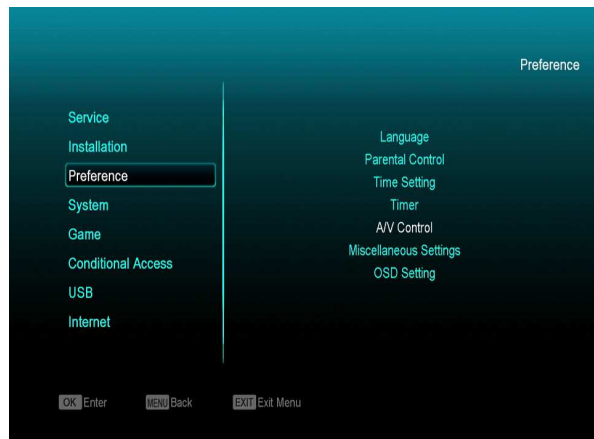 Preference
Service
Installation
Preference
System
Game
Conditional Access
USB
Internet
Language
Parental Control
Time Setting
Timer
A/V Control
Miscellaneous Settings
OSD Setting
OK Enter MENU Back EXIT Exit Menu